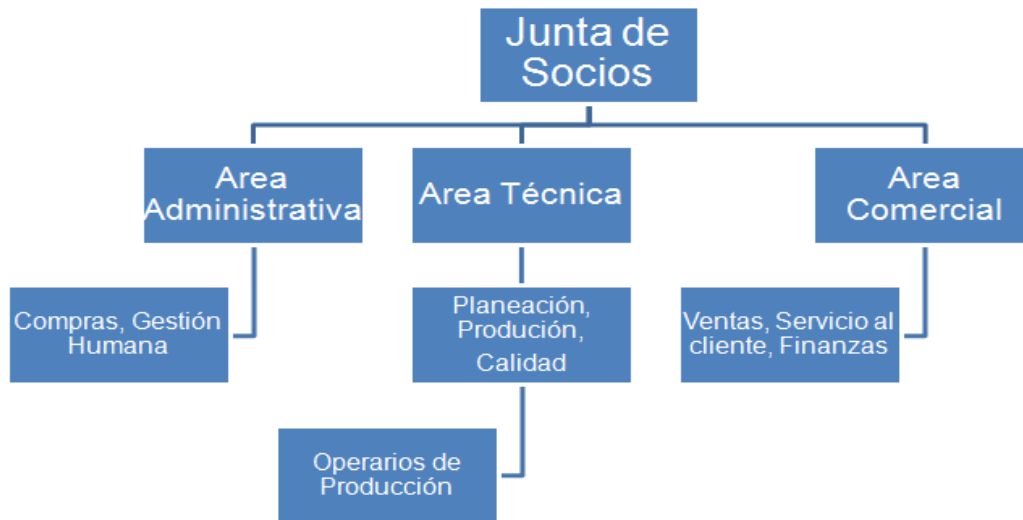 Junta de
Socios
Area
Administrativa
Area Técnica
Area
Comercial
Compras, Gestión
Humana
Planeación,
Produción,
Calidad
Ventas, Servicio al
cliente, Finanzas
Operarios de
Producción